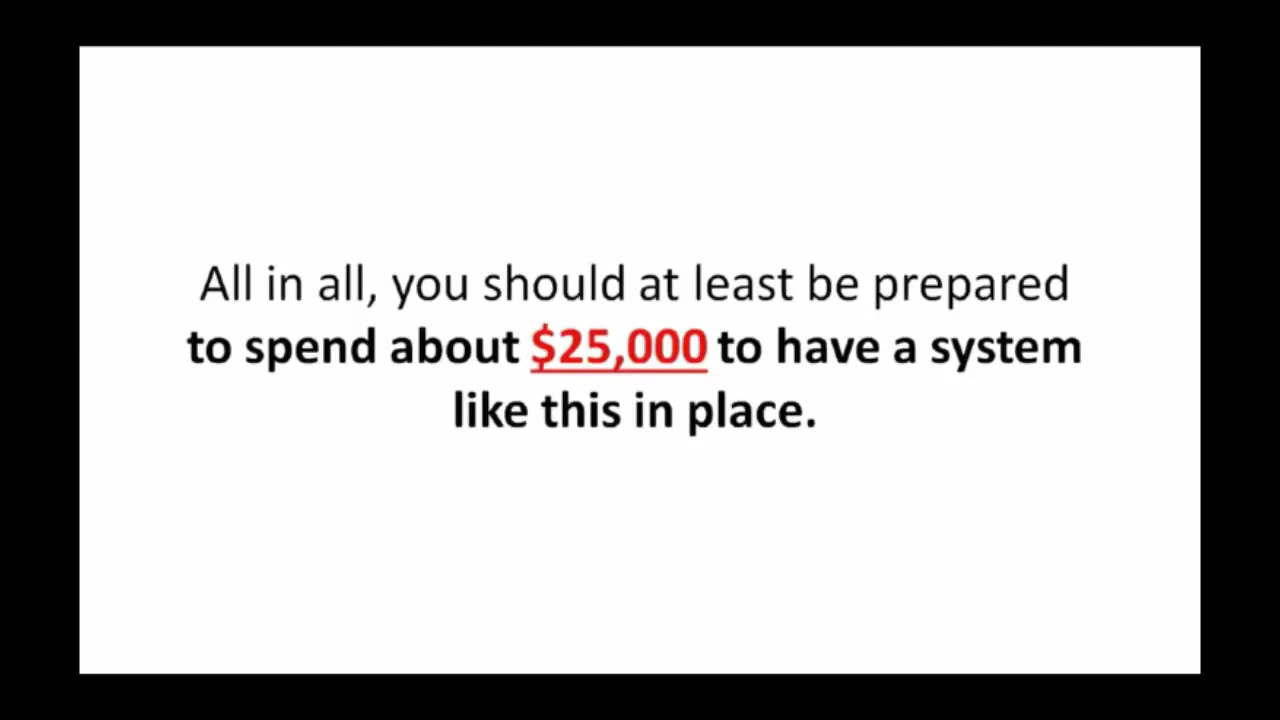 All in all, you should at least be prepared
to spend about $25,000 to have a system
like this in place.